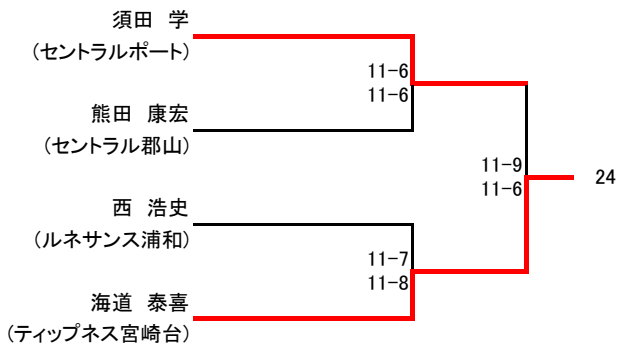 須田　学
(セントラルポート)
11-6
11-6
熊田　康宏
(セントラル郡山)
11-9
11-6
24
西　浩史
(ルネサンス浦和)
11-7
11-8
海道　泰喜
(ティップネス宮崎台)